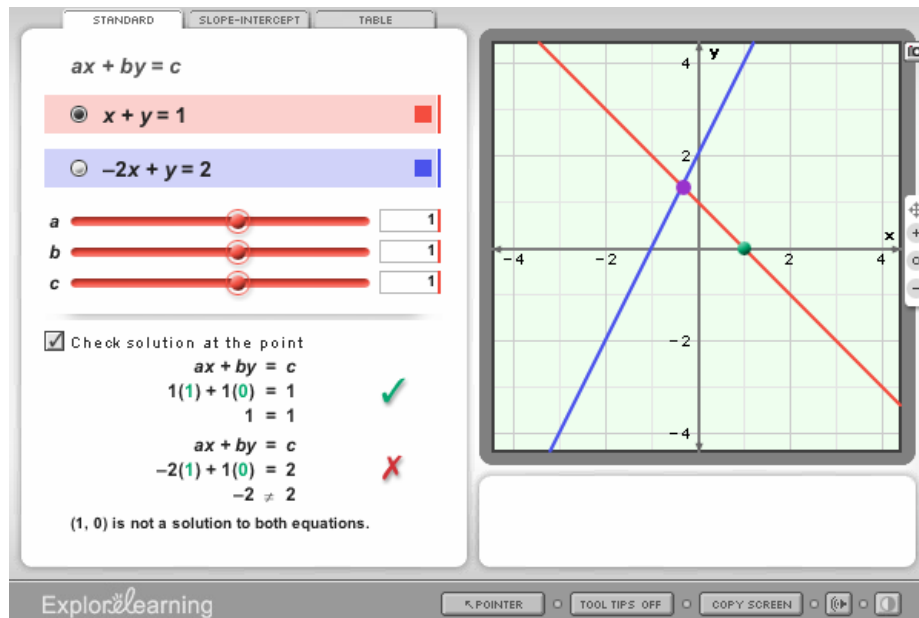 STANDARD
SLOPE-INTERCEPT
TABLE
ax + by = c
x + y = 1
–2x + y = 2
a 1
b 1
c 1
Check solution at the point
ax + by = c
1(1) + 1(0) = 1
1 = 1
ax + by = c
–2(1) + 1(0) = 2
–2 ≠ 2
(1, 0) is not a solution to both equations.
y
4
2
x
–4 –2 2 4
–2
–4
+
–
ExploreLearning
POINTER
TOOL TIPS OFF
COPY SCREEN